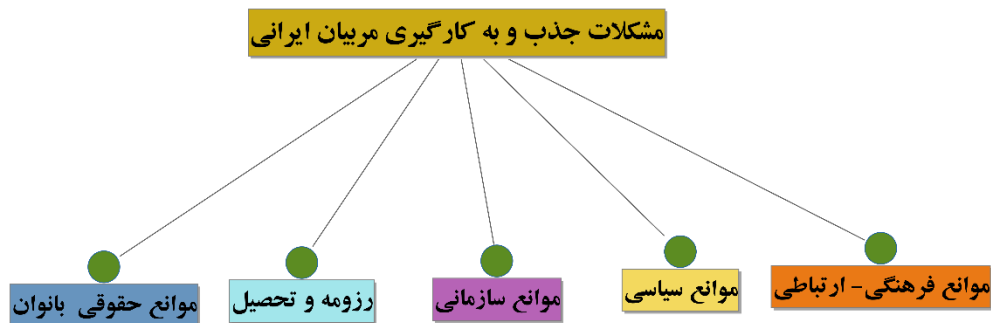 مشکلات جذب و به کارگیری مربیان ایرانی
موانع فرهنگی- ارتباطی
موانع سیاسی
موانع سازمانی
رزومه و تحصیل
موانع حقوقی بانوان